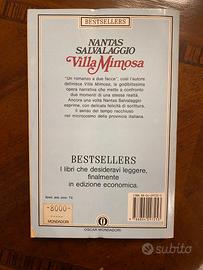 BESTSELLERS
NANTAS
SALVALAGGIO
Villa Mimosa
"Un romanzo a due facce", così l'autore
definisce Villa Mimosa, la godibilissima
opera narrativa che mette a confronto
due momenti di una stessa realtà.
Ancora una volta Nantas Salvalaggio
esprime, con delicata felicità di scrittura,
il senso del tempo racchiuso
nel microcosmo della provincia italiana.
BESTSELLERS
I libri che desideravi leggere,
finalmente
in edizione economica.
-8000-
MONDADORI
OSCAR MONDADORI
subito